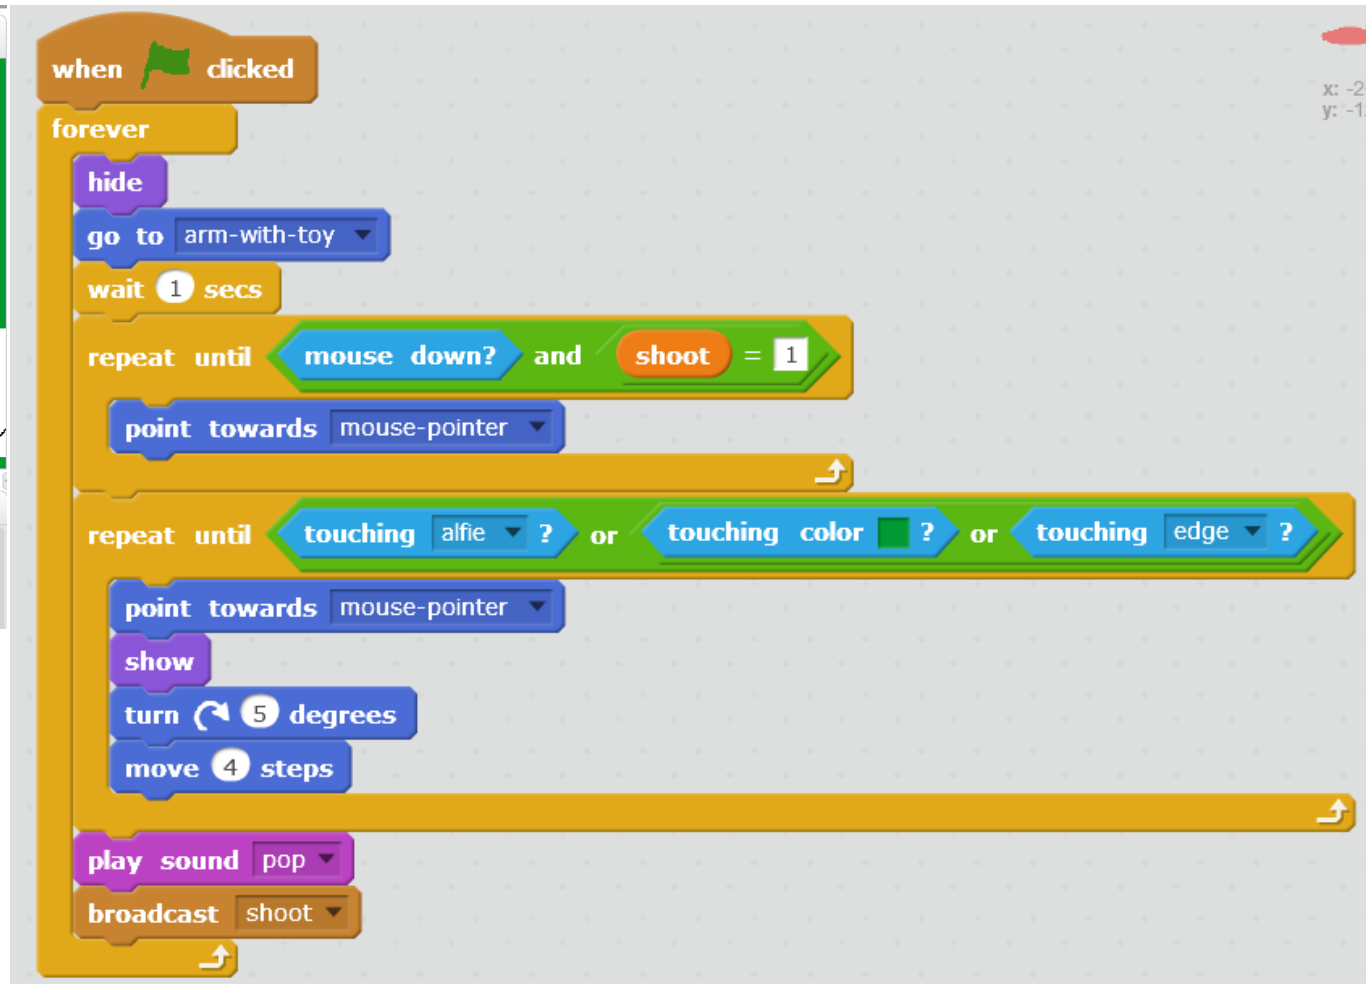 when clicked
x: -2
y: -1
forever
hide
go to arm-with-toy
wait 1 secs
repeat until mouse down? and shoot = 1
point towards mouse-pointer
repeat until touching alfie ? or touching color ? or touching edge ?
point towards mouse-pointer
show
turn 5 degrees
move 4 steps
play sound pop
broadcast shoot